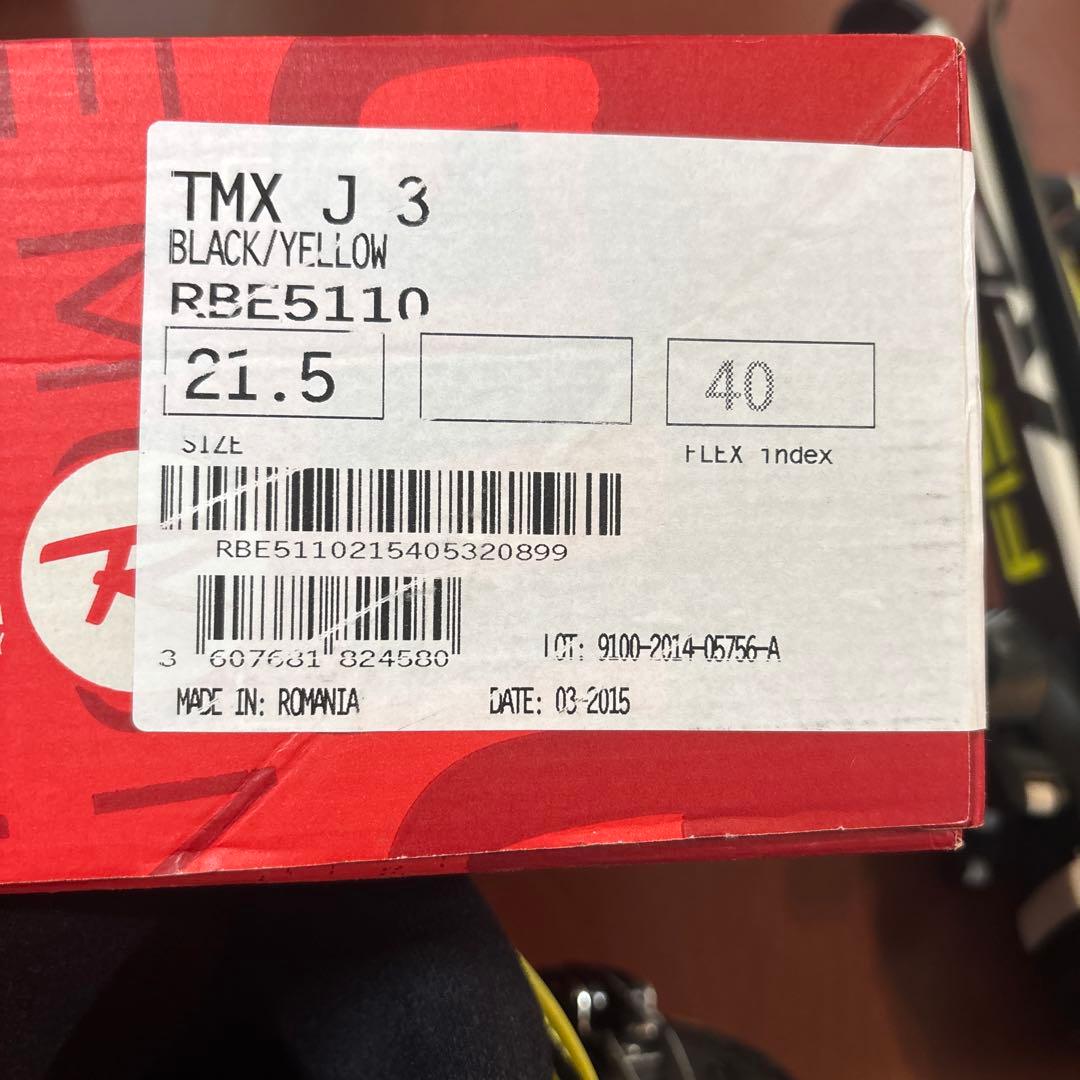 TMX J 3
BLACK/YELLOW
RBE5110
21.5
40
SIZE
FLEX index
RBE5110215405320899
3 607681 824580
LOT: 9100-2014-05756-A
MADE IN: ROMANIA
DATE: 03-2015